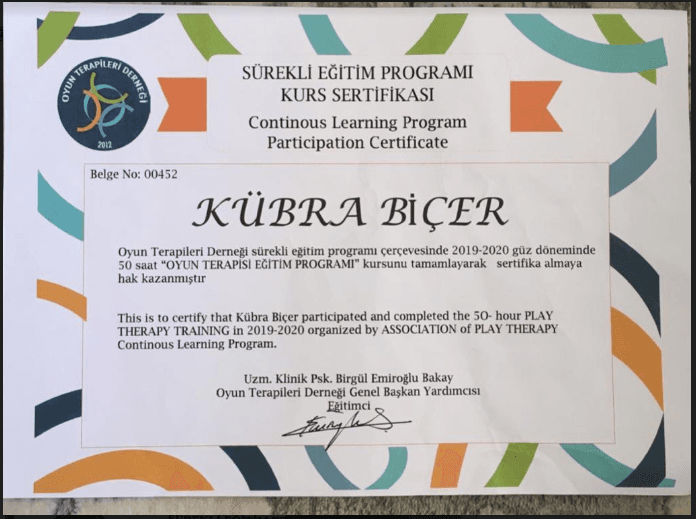 SÜREKLİ EĞİTİM PROGRAMI
KURS SERTİFİKASI
Continous Learning Program
Participation Certificate
OYUN TERAPİLERİ DERNEĞİ
2012
Belge No: 00452
KÜBRA BİÇER
Oyun Terapileri Derneği sürekli eğitim programı çerçevesinde 2019-2020 güz döneminde
50 saat “OYUN TERAPİSİ EĞİTİM PROGRAMI” kursunu tamamlayarak sertifika almaya
hak kazanmıştır
This is to certify that Kübra Biçer participated and completed the 50- hour PLAY
THERAPY TRAINING in 2019-2020 organized by ASSOCIATION of PLAY THERAPY
Continous Learning Program.
Uzm. Klinik Psk. Birgül Emiroğlu Bakay
Oyun Terapileri Derneği Genel Başkan Yardımcısı
Eğitimci